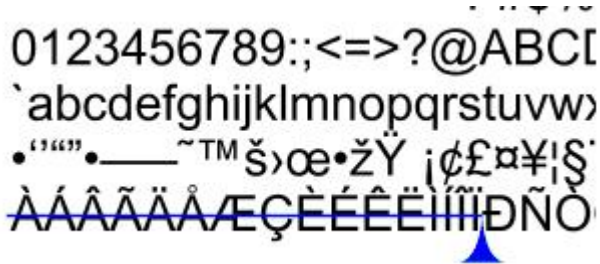 0123456789:;<=>?@ABC
`abcdefghijklmnopqrstuvw
•‘’“”•–—˜™š›œ•žŸ ¡¢£¤¥¦§
ÀÁÂÃÄÅÆÇÈÉÊËÌÍÎÏÐÑÒ